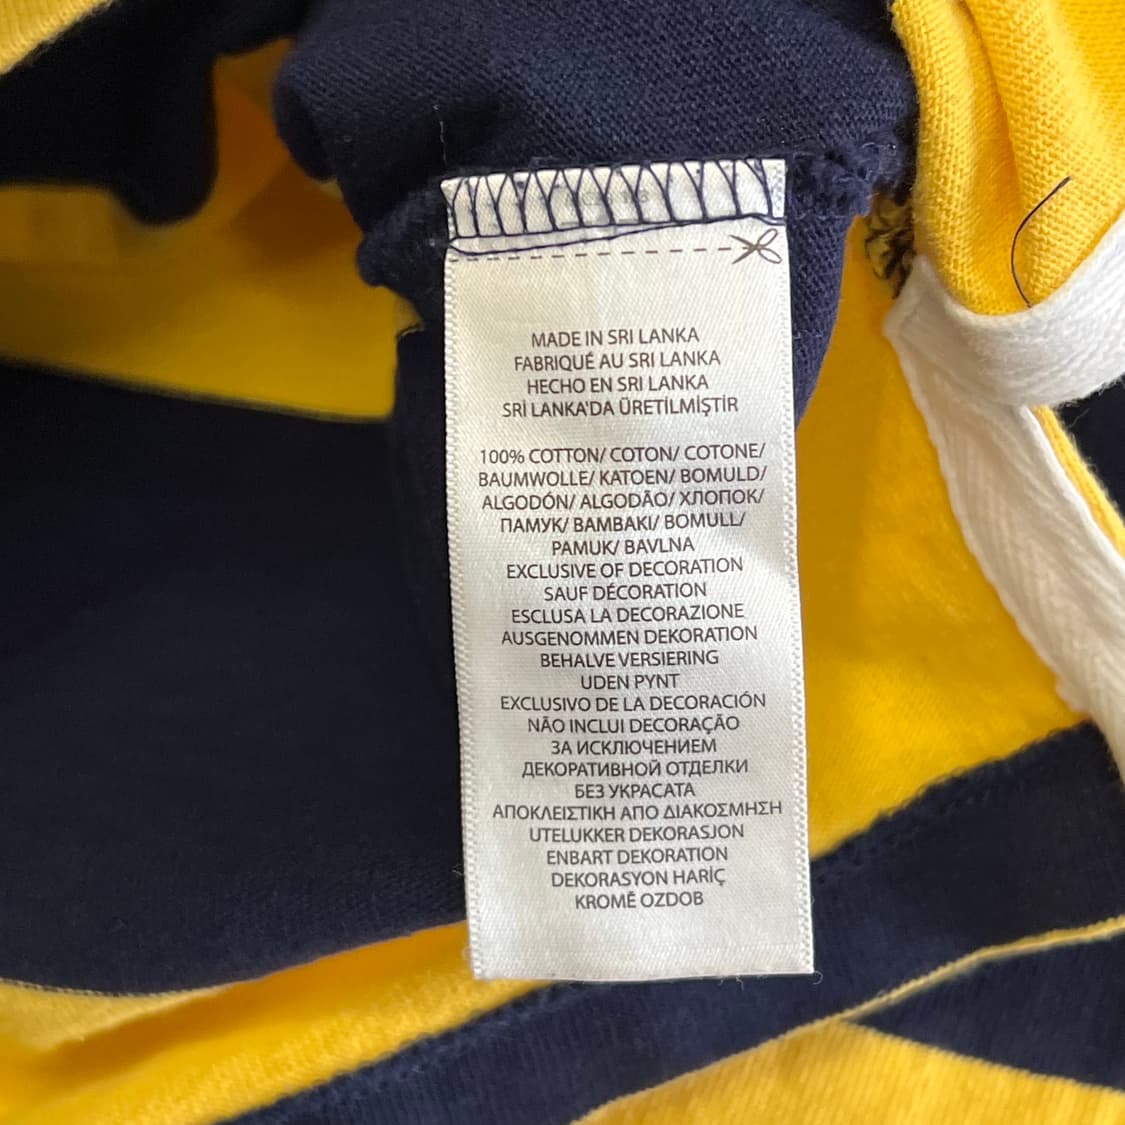 MADE IN SRI LANKA
FABRIQUÉ AU SRI LANKA
HECHO EN SRI LANKA
SRİ LANKA'DA ÜRETİLMİŞTİR
100% COTTON/ COTON/ COTONE/
BAUMWOLLE/ KATOEN/ BOMULD/
ALGODÓN/ ALGODÃO/ ХЛОПОК/
ПАМУК/ ΒΑΜΒΑΚΙ/ BOMULL/
PAMUK/ BAVLNA
EXCLUSIVE OF DECORATION
SAUF DÉCORATION
ESCLUSA LA DECORAZIONE
AUSGENOMMEN DEKORATION
BEHALVE VERSIERING
UDEN PYNT
EXCLUSIVO DE LA DECORACIÓN
NÃO INCLUI DECORAÇÃO
ЗА ИСКЛЮЧЕНИЕМ
ДЕКОРАТИВНОЙ ОТДЕЛКИ
БЕЗ УКРАСАТА
ΑΠΟΚΛΕΙΣΤΙΚΗ ΑΠΟ ΔΙΑΚΟΣΜΗΣΗ
UTELUKKER DEKORASJON
ENBART DEKORATION
DEKORASYON HARİÇ
KROMĚ OZDOB